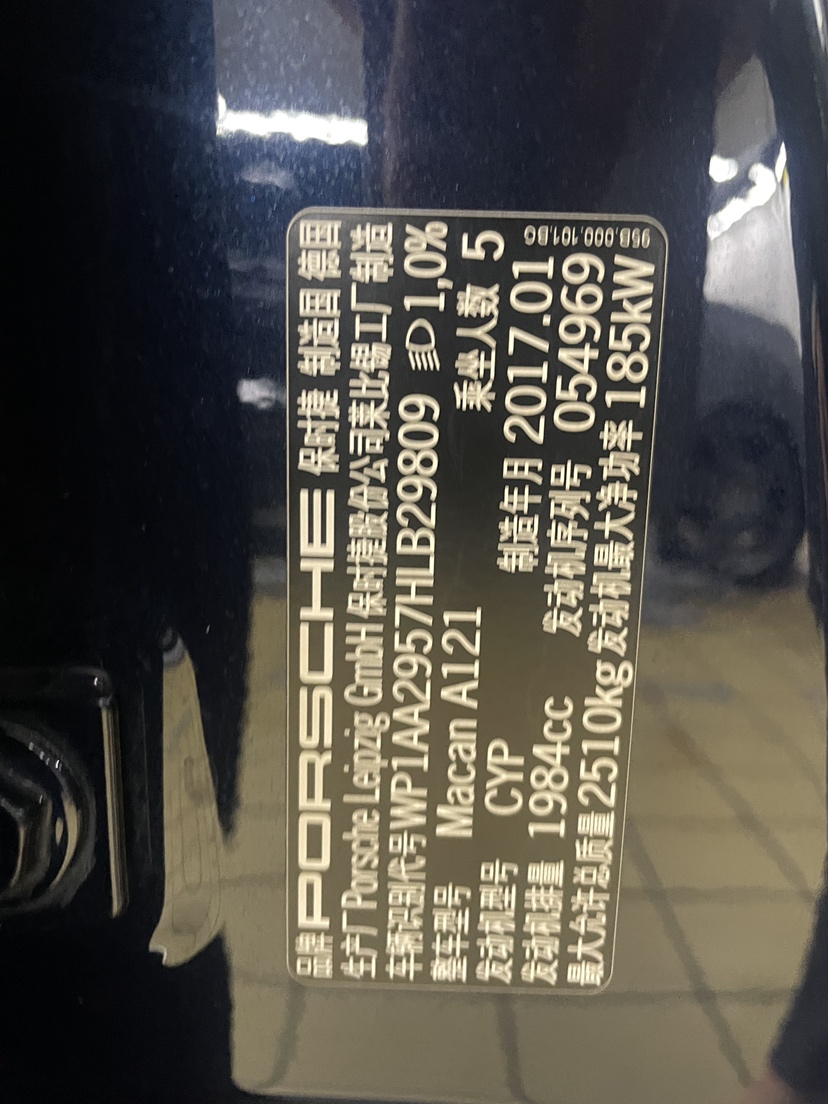 品牌 PORSCHE 保时捷 制造国 德国
生产厂 Porsche Leipzig GmbH 保时捷股份公司莱比锡工厂制造
车辆识别代号 WP1AA2957HLB29809 1,0%
整车型号 Macan A121 乘坐人数 5
发动机型号 CYP 制造年月 2017.01
发动机排量 1984cc 发动机序列号 054969
最大允许总质量 2510kg 发动机最大净功率 185kW
95B.000.101.BG